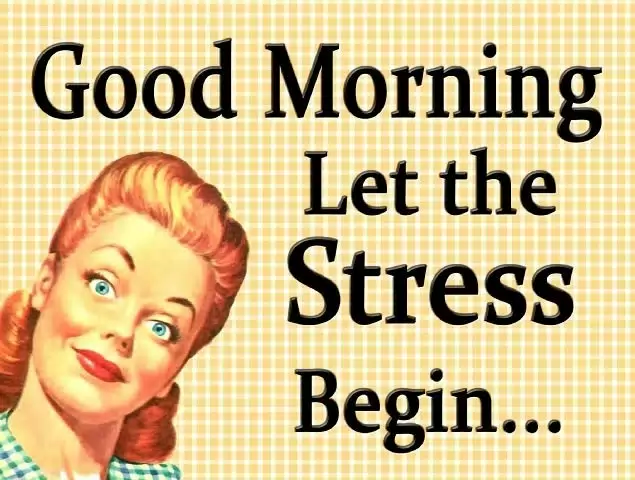 Good Morning
Let the
Stress
Begin...